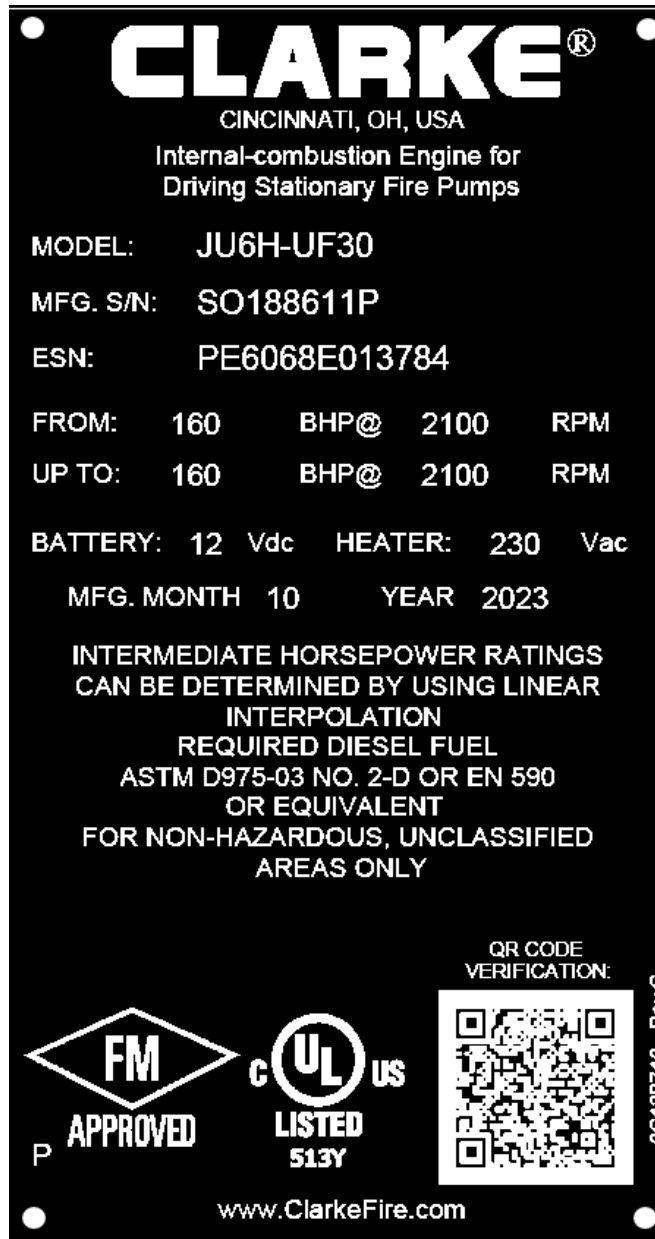 CLARKE®
CINCINNATI, OH, USA
Internal-combustion Engine for
Driving Stationary Fire Pumps
MODEL: JU6H-UF30
MFG. S/N: SO188611P
ESN: PE6068E013784
FROM: 160 BHP@ 2100 RPM
UP TO: 160 BHP@ 2100 RPM
BATTERY: 12 Vdc HEATER: 230 Vac
MFG. MONTH 10 YEAR 2023
INTERMEDIATE HORSEPOWER RATINGS
CAN BE DETERMINED BY USING LINEAR
INTERPOLATION
REQUIRED DIESEL FUEL
ASTM D975-03 NO. 2-D OR EN 590
OR EQUIVALENT
FOR NON-HAZARDOUS, UNCLASSIFIED
AREAS ONLY
QR CODE
VERIFICATION:
FM
APPROVED
C UL US
LISTED
513Y
P
www.ClarkeFire.com